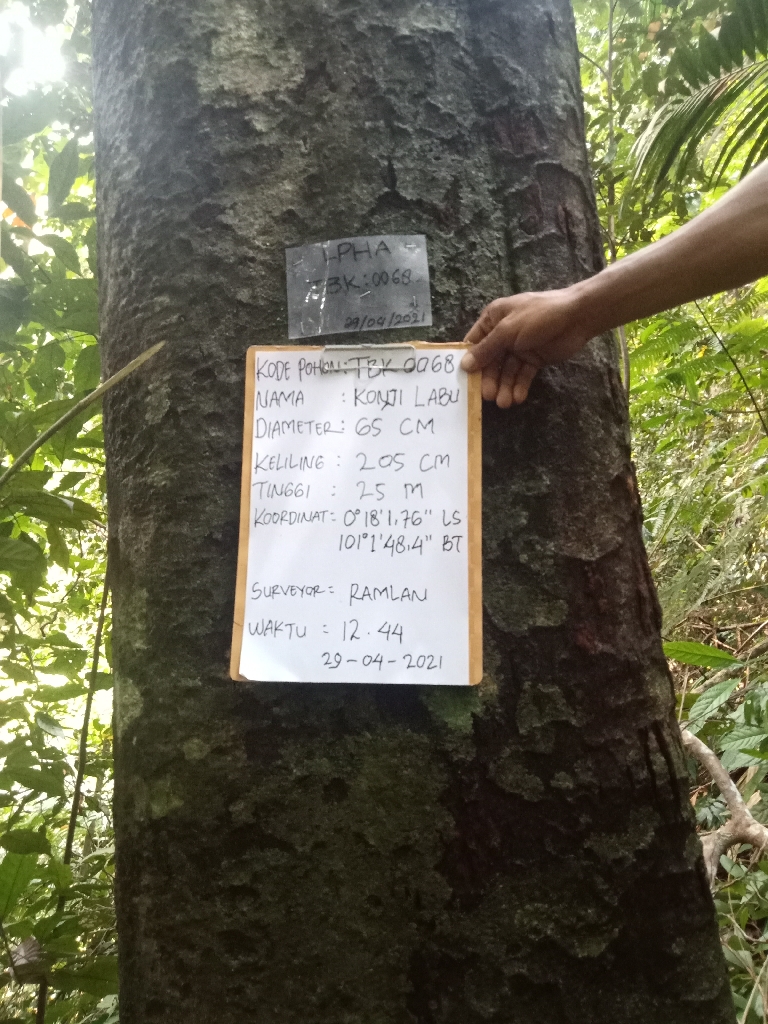 LPHA
TBK:0068
29/04/2021
KODE POHON: TBK 0068
NAMA : KONJI LABU
DIAMETER: 65 CM
KELILING : 205 CM
TINGGI : 25 M
KOORDINAT= 0°18'1,76" LS
101°1'48,4" BT
SURVEYOR= RAMLAN
WAKTU = 12.44
29-04-2021